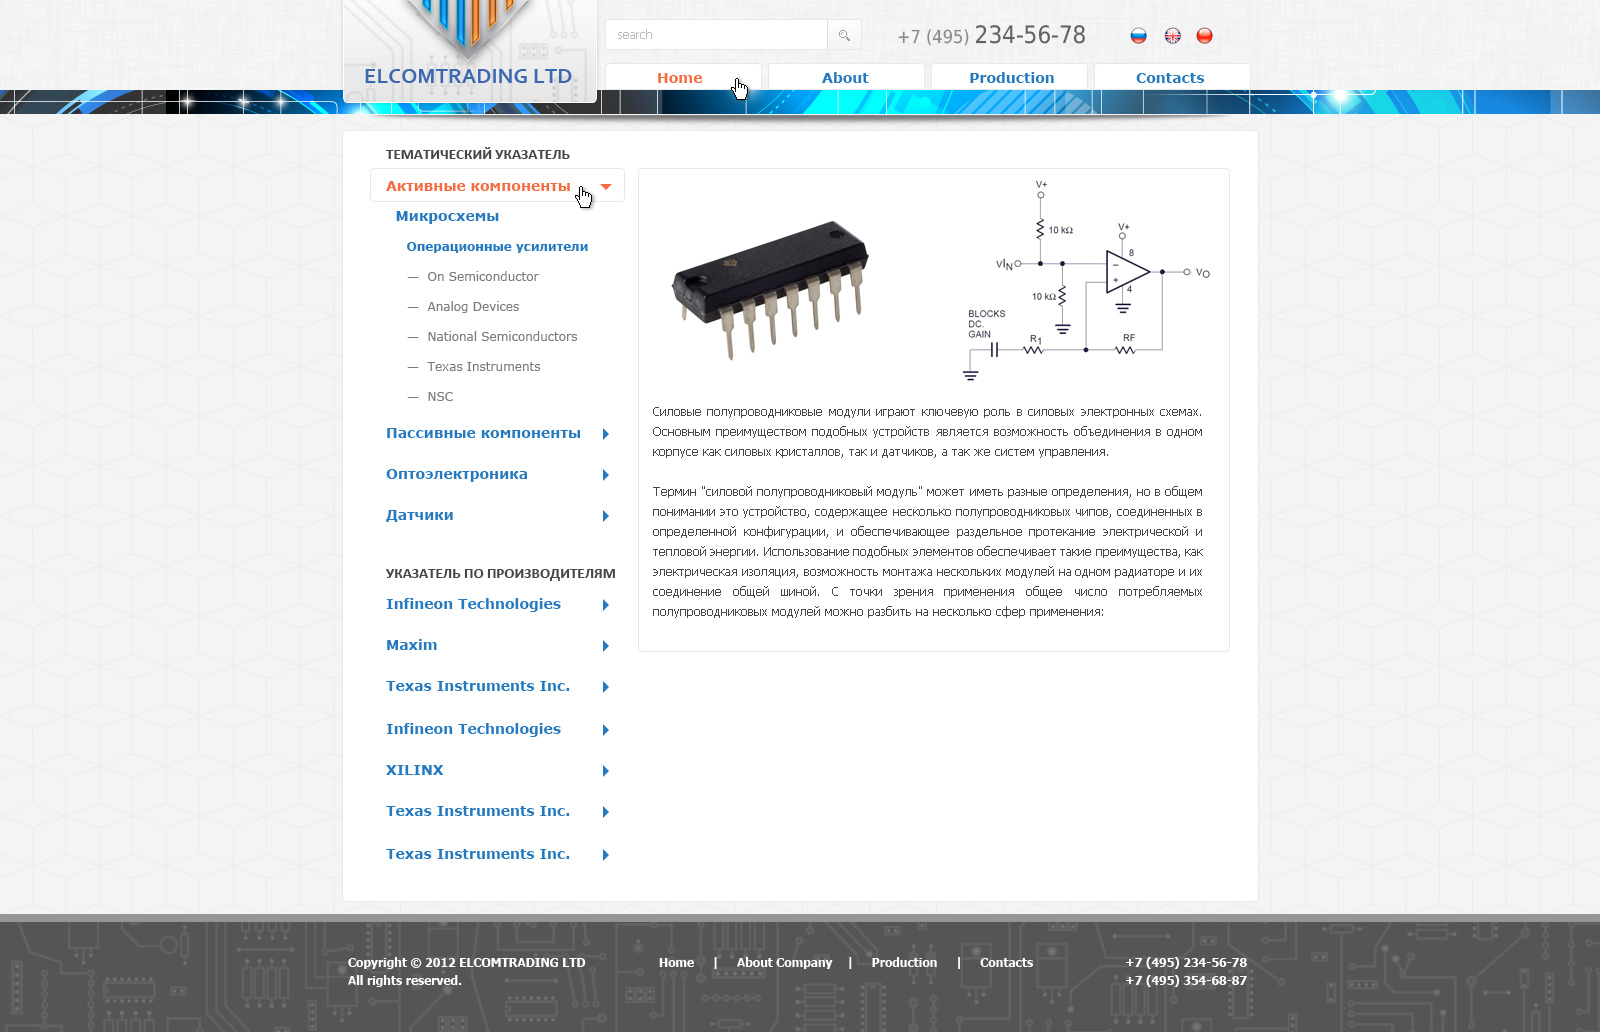 search
+7 (495) 234-56-78
ELCOMTRADING LTD
Home
About
Production
Contacts
ТЕМАТИЧЕСКИЙ УКАЗАТЕЛЬ
Активные компоненты
Микросхемы
Операционные усилители
— On Semiconductor
— Analog Devices
— National Semiconductors
— Texas Instruments
— NSC
Пассивные компоненты
Оптоэлектроника
Датчики
УКАЗАТЕЛЬ ПО ПРОИЗВОДИТЕЛЯМ
Infineon Technologies
Maxim
Texas Instruments Inc.
Infineon Technologies
XILINX
Texas Instruments Inc.
Texas Instruments Inc.
V+
10 kΩ
V+
8
VIN
−
+
VO
10 kΩ
4
BLOCKS
DC.
GAIN
R1
RF
Силовые полупроводниковые модули играют ключевую роль в силовых электронных схемах.
Основным преимуществом подобных устройств является возможность объединения в одном
корпусе как силовых кристаллов, так и датчиков, а так же систем управления.
Термин "силовой полупроводниковый модуль" может иметь разные определения, но в общем
понимании это устройство, содержащее несколько полупроводниковых чипов, соединенных в
определенной конфигурации, и обеспечивающее раздельное протекание электрической и
тепловой энергии. Использование подобных элементов обеспечивает такие преимущества, как
электрическая изоляция, возможность монтажа нескольких модулей на одном радиаторе и их
соединение общей шиной. С точки зрения применения общее число потребляемых
полупроводниковых модулей можно разбить на несколько сфер применения:
Copyright © 2012 ELCOMTRADING LTD
All rights reserved.
Home | About Company | Production | Contacts
+7 (495) 234-56-78
+7 (495) 354-68-87